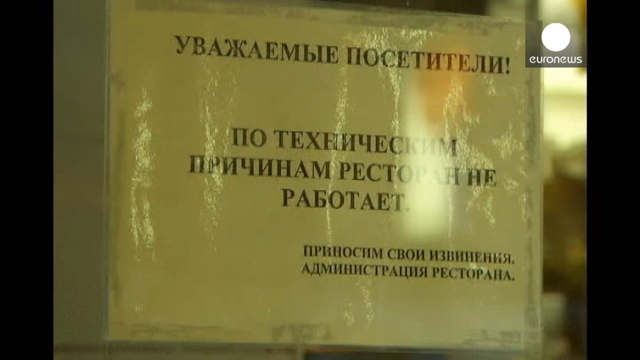 euronews
УВАЖАЕМЫЕ ПОСЕТИТЕЛИ!
ПО ТЕХНИЧЕСКИМ
ПРИЧИНАМ РЕСТОРАН НЕ
РАБОТАЕТ.
ПРИНОСИМ СВОИ ИЗВИНЕНИЯ.
АДМИНИСТРАЦИЯ РЕСТОРАНА.